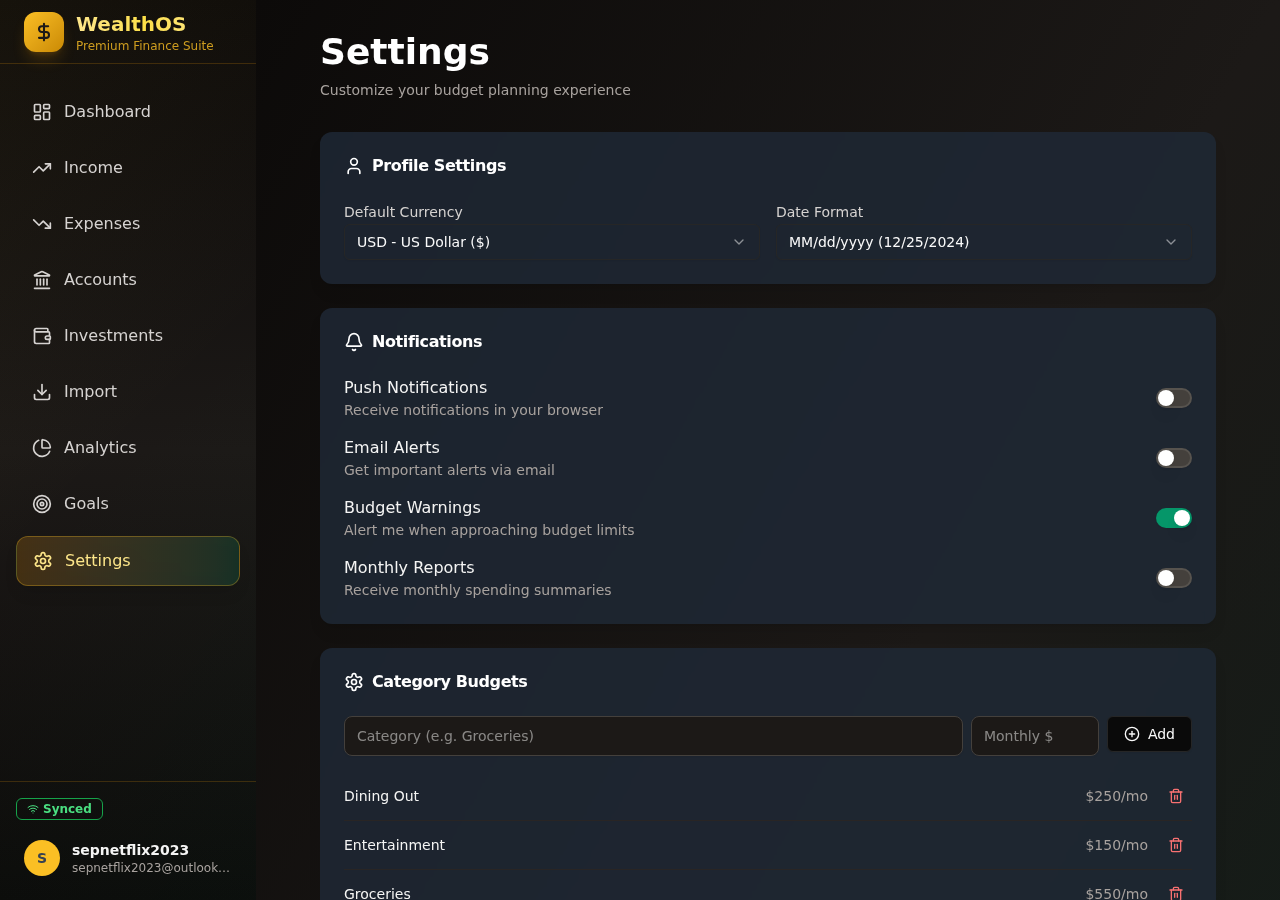 WealthOS
Premium Finance Suite
Dashboard
Income
Expenses
Accounts
Investments
Import
Analytics
Goals
Settings
Synced
S
sepnetflix2023
sepnetflix2023@outlook...
Settings
Customize your budget planning experience
Profile Settings
Default Currency
USD - US Dollar ($)
Date Format
MM/dd/yyyy (12/25/2024)
Notifications
Push Notifications
Receive notifications in your browser
Email Alerts
Get important alerts via email
Budget Warnings
Alert me when approaching budget limits
Monthly Reports
Receive monthly spending summaries
Category Budgets
Category (e.g. Groceries)
Monthly $
Add
Dining Out
$250/mo
Entertainment
$150/mo
Groceries
$550/mo